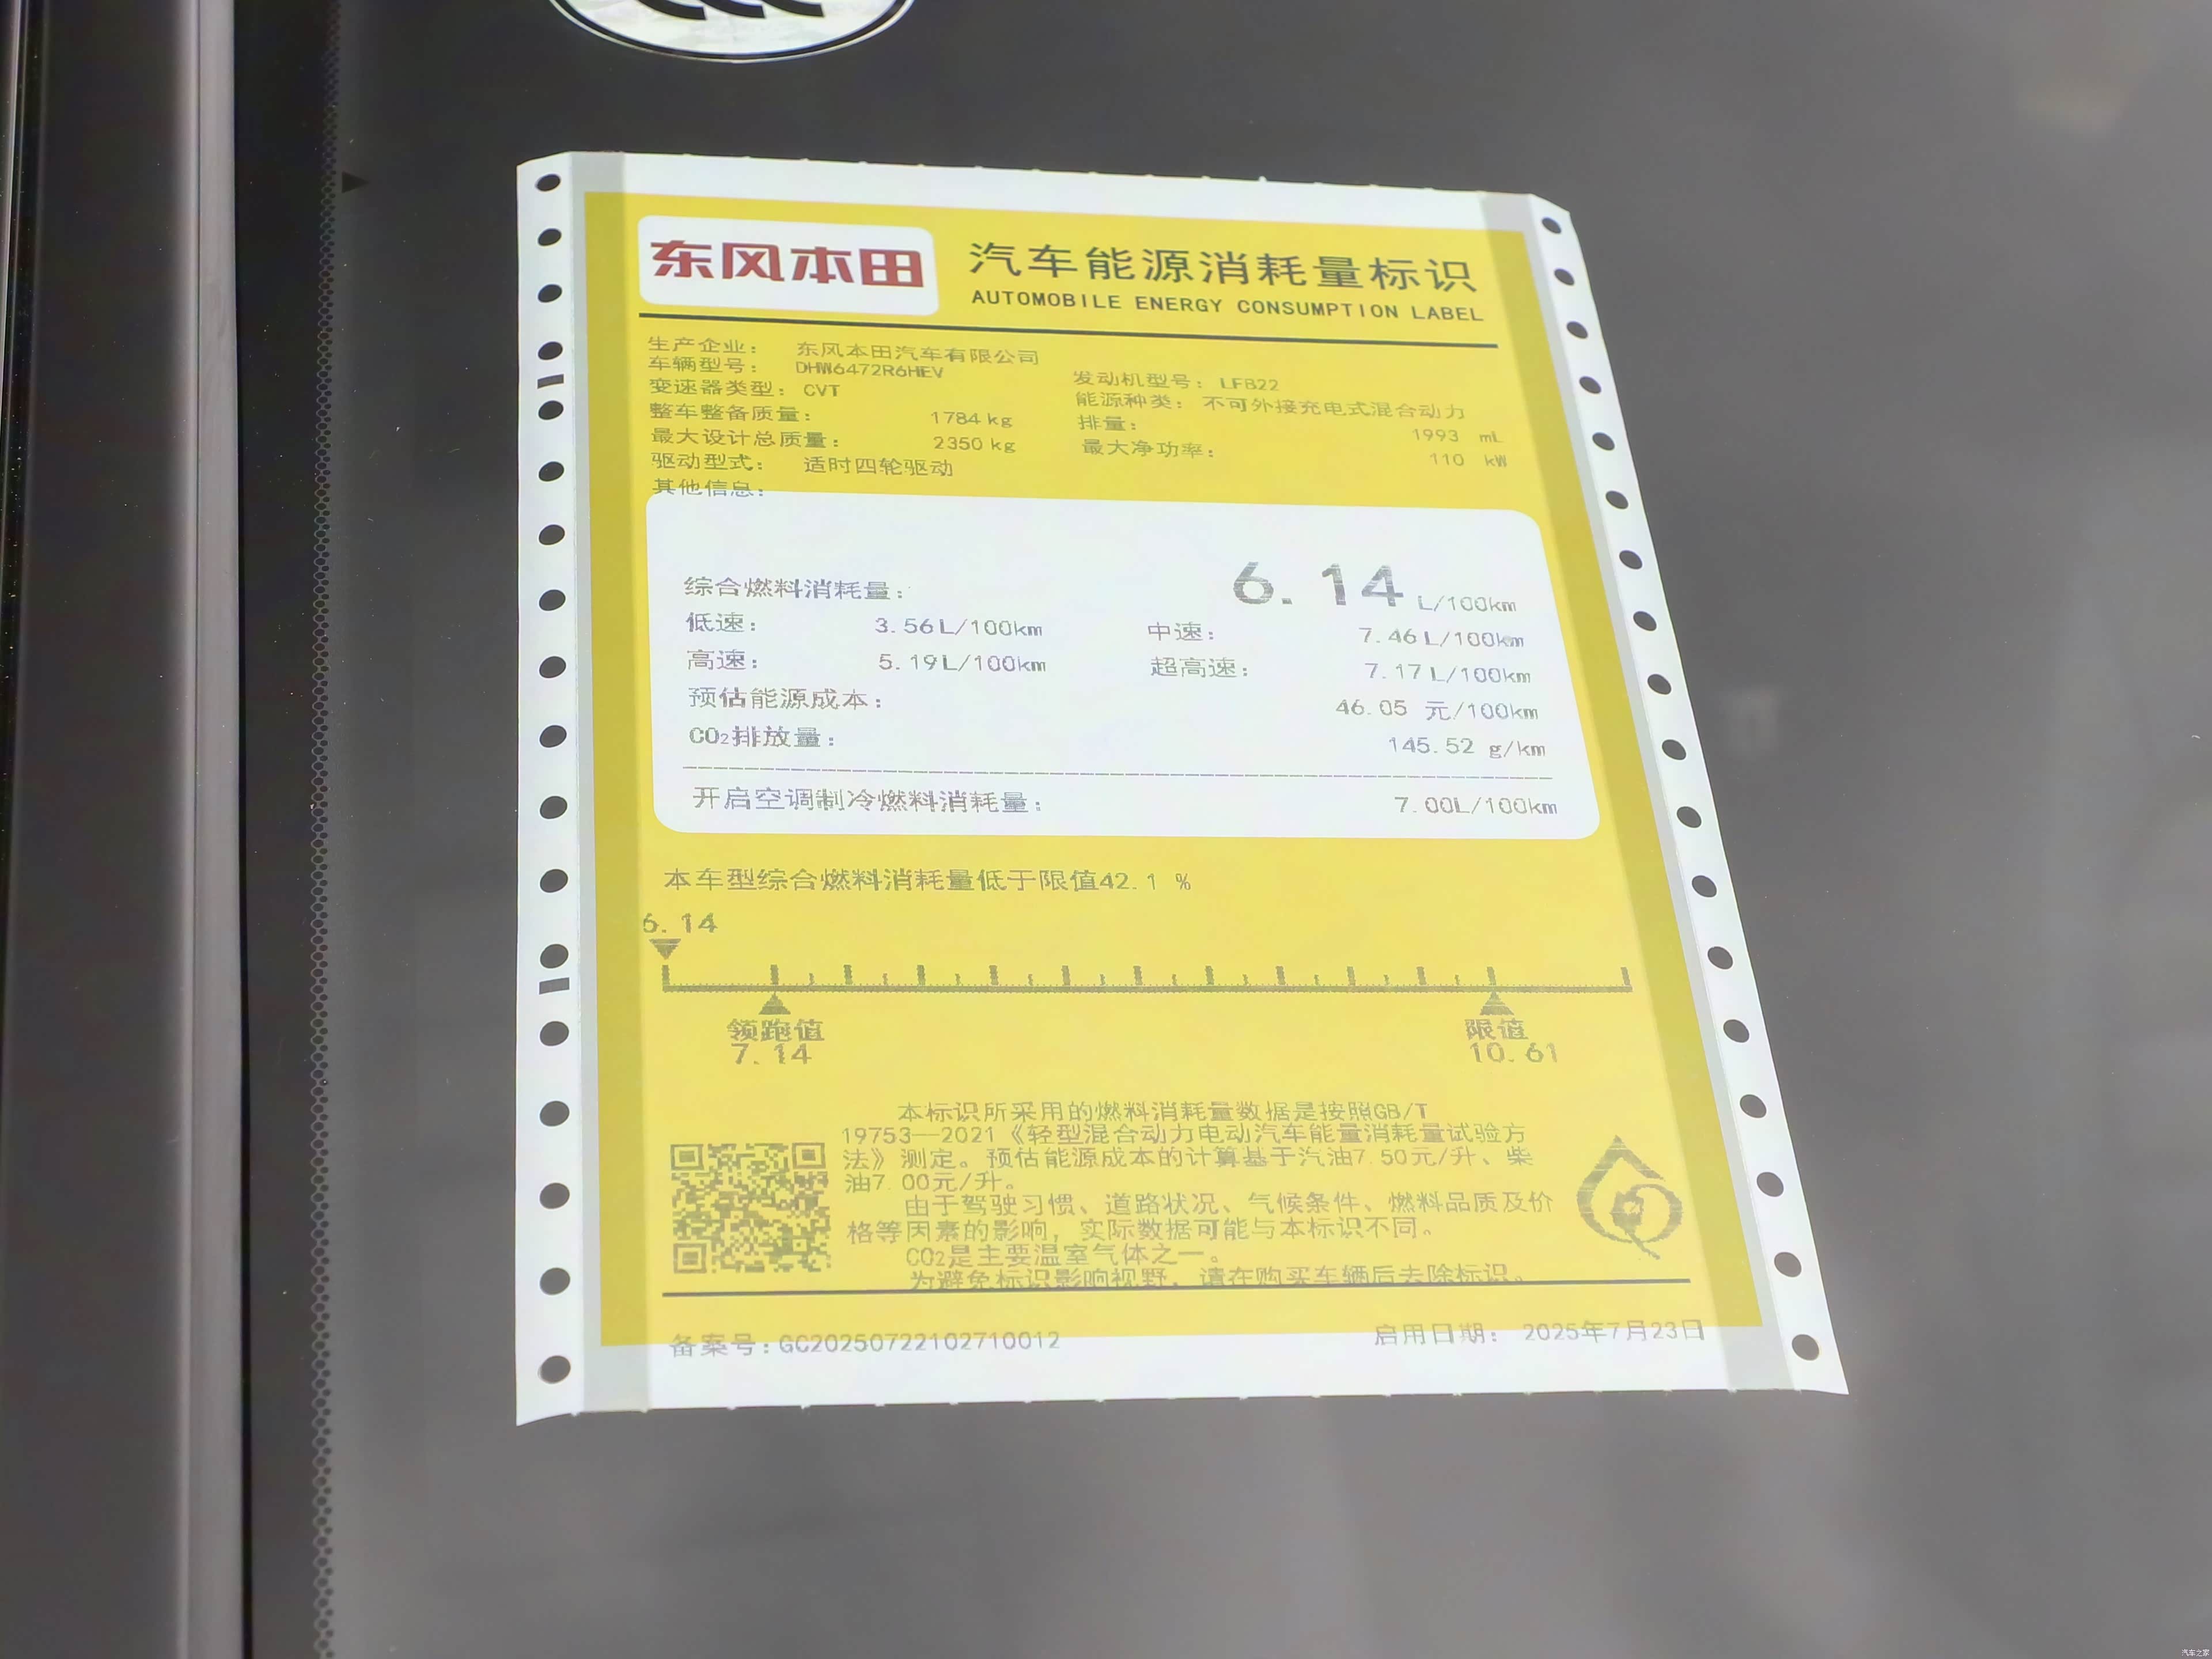 东风本田
汽车能源消耗量标识
AUTOMOBILE ENERGY CONSUMPTION LABEL
生产企业： 东风本田汽车有限公司
车辆型号： DHW6472R6HEV 发动机型号： LFB22
变速器类型： CVT 能源种类： 不可外接充电式混合动力
整车整备质量： 1784 kg 排量： 1993 mL
最大设计总质量： 2350 kg 最大净功率： 110 kW
驱动型式： 适时四轮驱动
其他信息：
综合燃料消耗量： 6.14 L/100km
低速： 3.56L/100km 中速： 7.46L/100km
高速： 5.19L/100km 超高速： 7.17L/100km
预估能源成本： 46.05 元/100km
CO₂排放量： 145.52 g/km
开启空调制冷燃料消耗量： 7.00L/100km
本车型综合燃料消耗量低于限值42.1 %
6.14
领跑值 限值
7.14 10.61
本标识所采用的燃料消耗量数据是按照GB/T
19753—2021《轻型混合动力电动汽车能量消耗量试验方
法》测定。预估能源成本的计算基于汽油7.50元/升、柴
油7.00元/升。
由于驾驶习惯、道路状况、气候条件、燃料品质及价
格等因素的影响，实际数据可能与本标识不同。
CO₂是主要温室气体之一。
为避免标识影响视野，请在购买车辆后去除标识。
备案号：GC20250722102710012 启用日期： 2025年7月23日
汽车之家